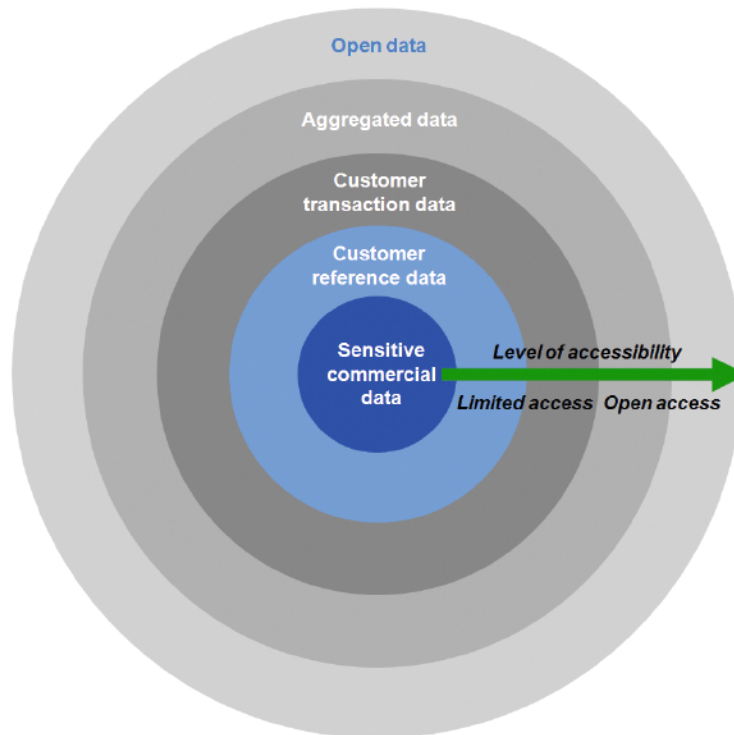 Open data
Aggregated data
Customer
transaction data
Customer
reference data
Sensitive
commercial
data
Level of accessibility
Limited access  Open access